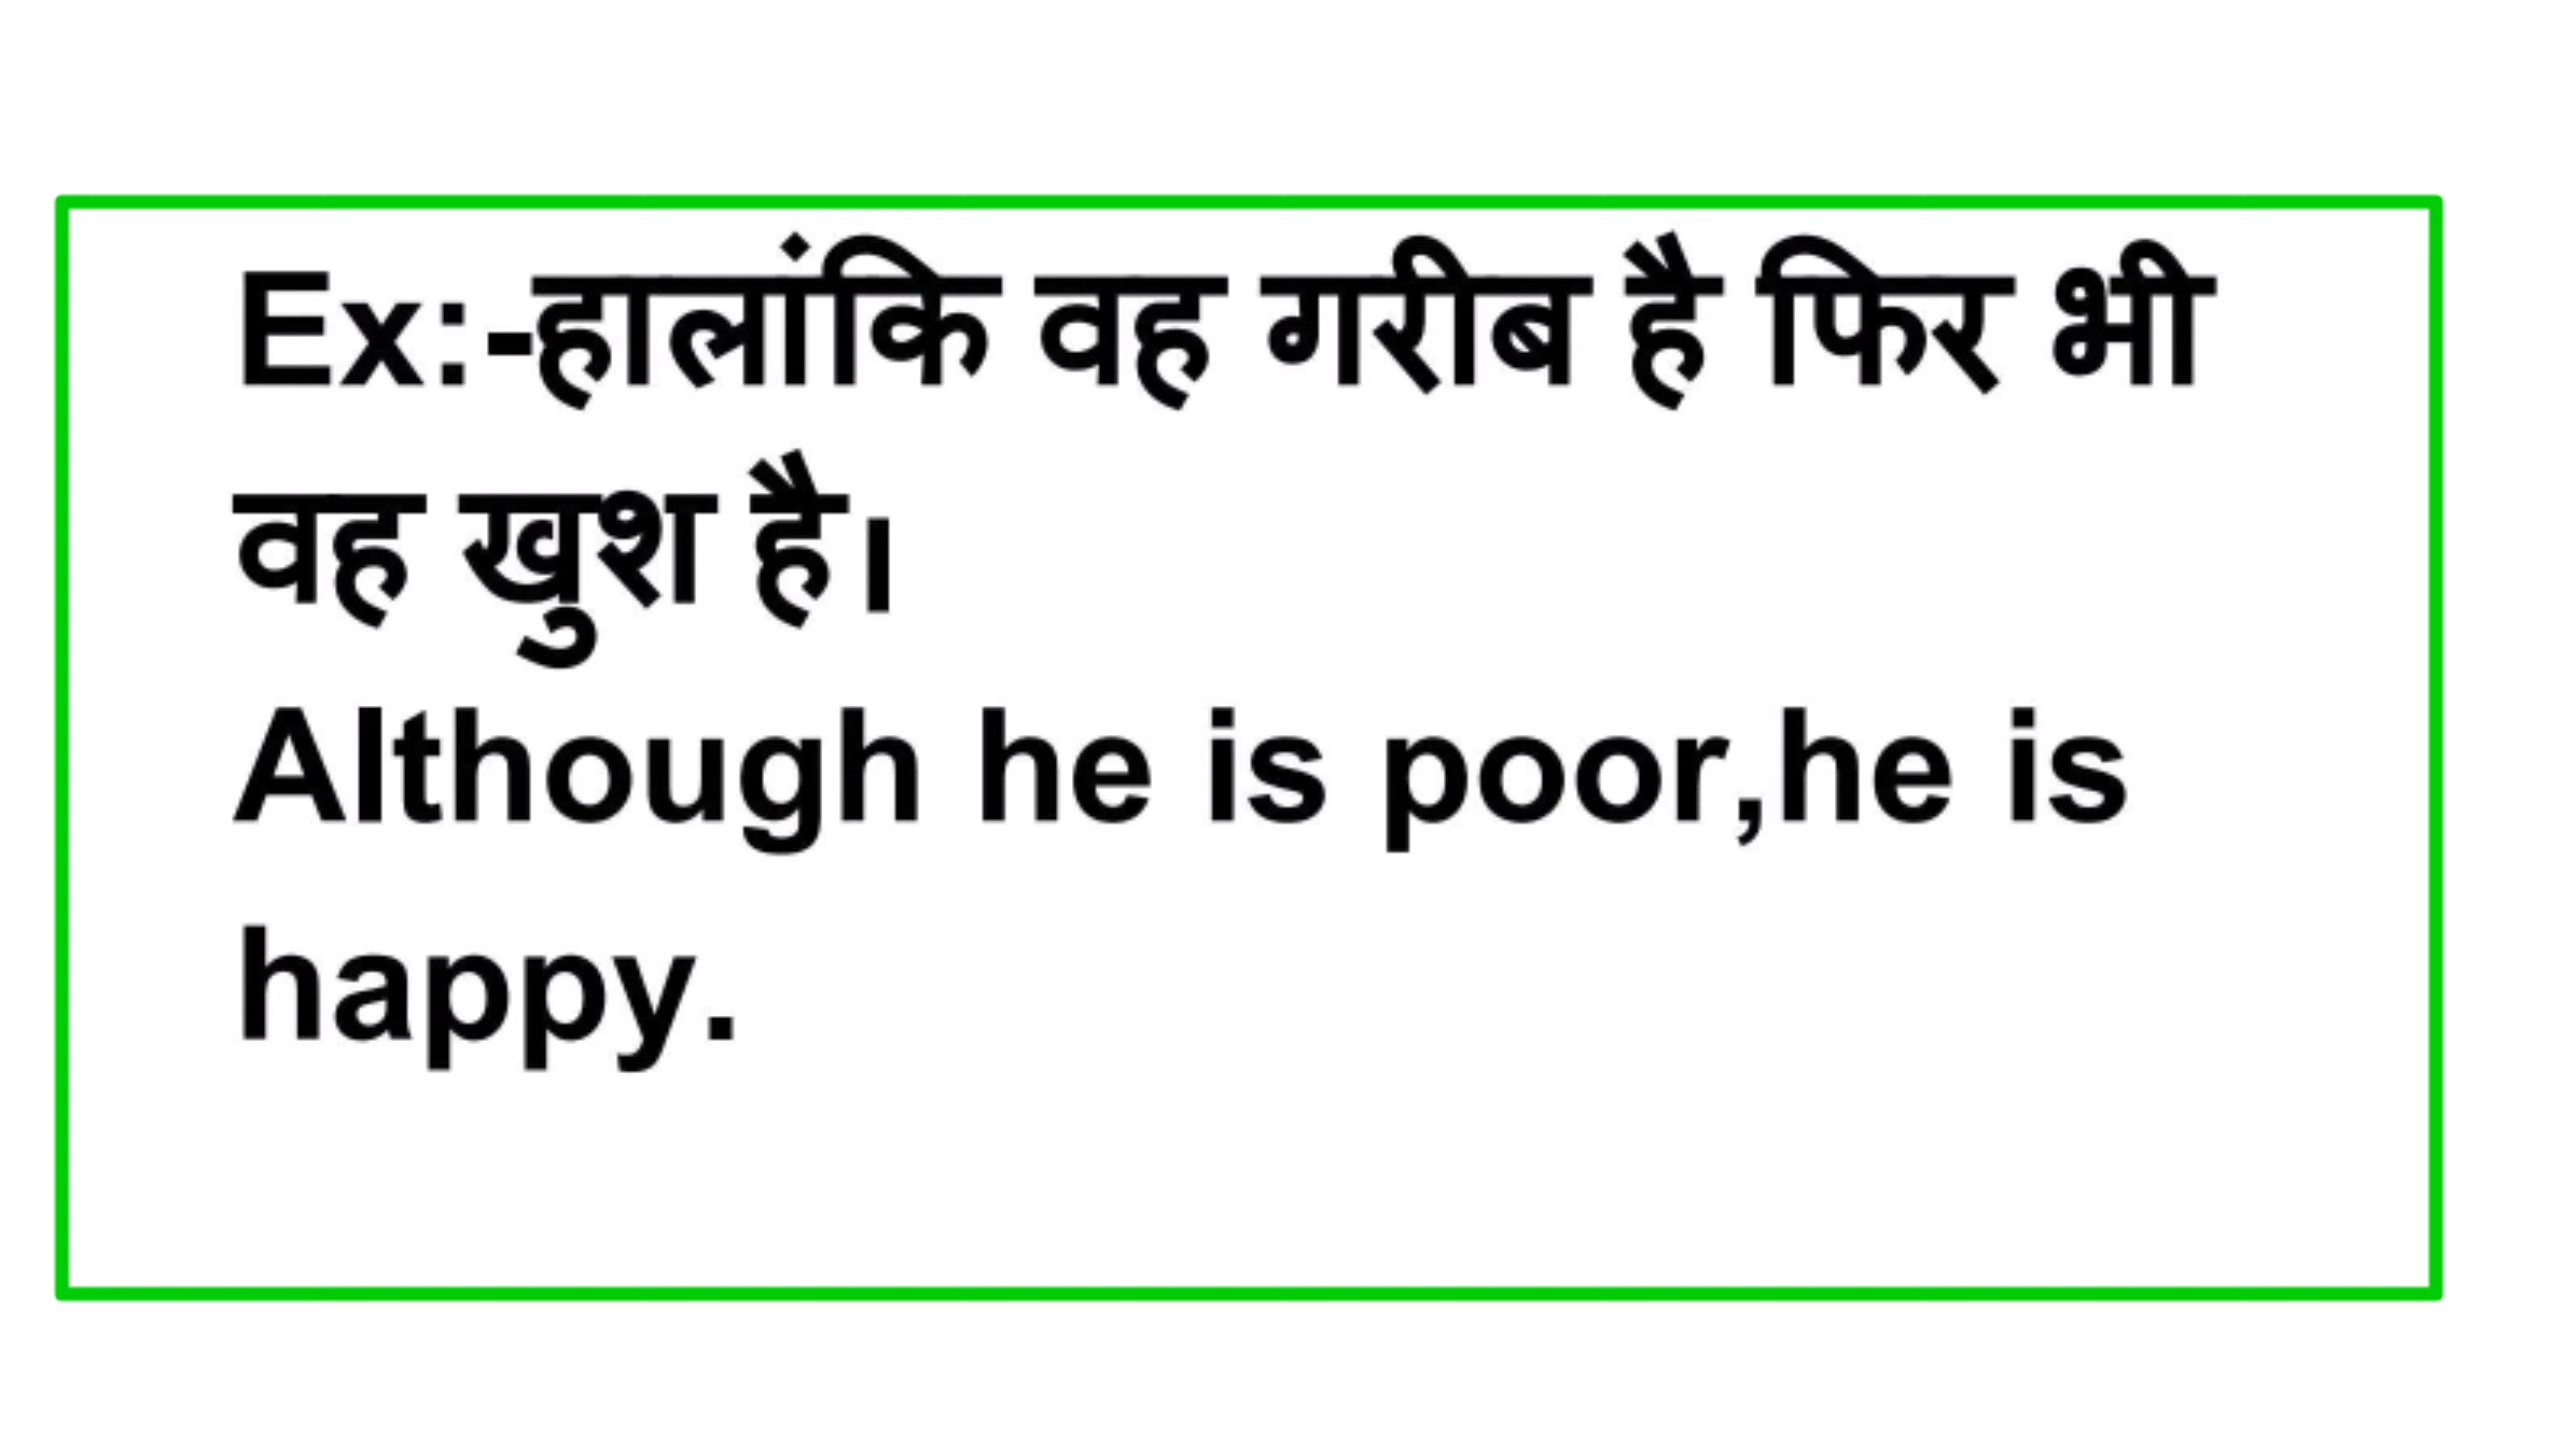 Ex:-हालांकि वह गरीब है फिर भी
वह खुश है।
Although he is poor,he is
happy.